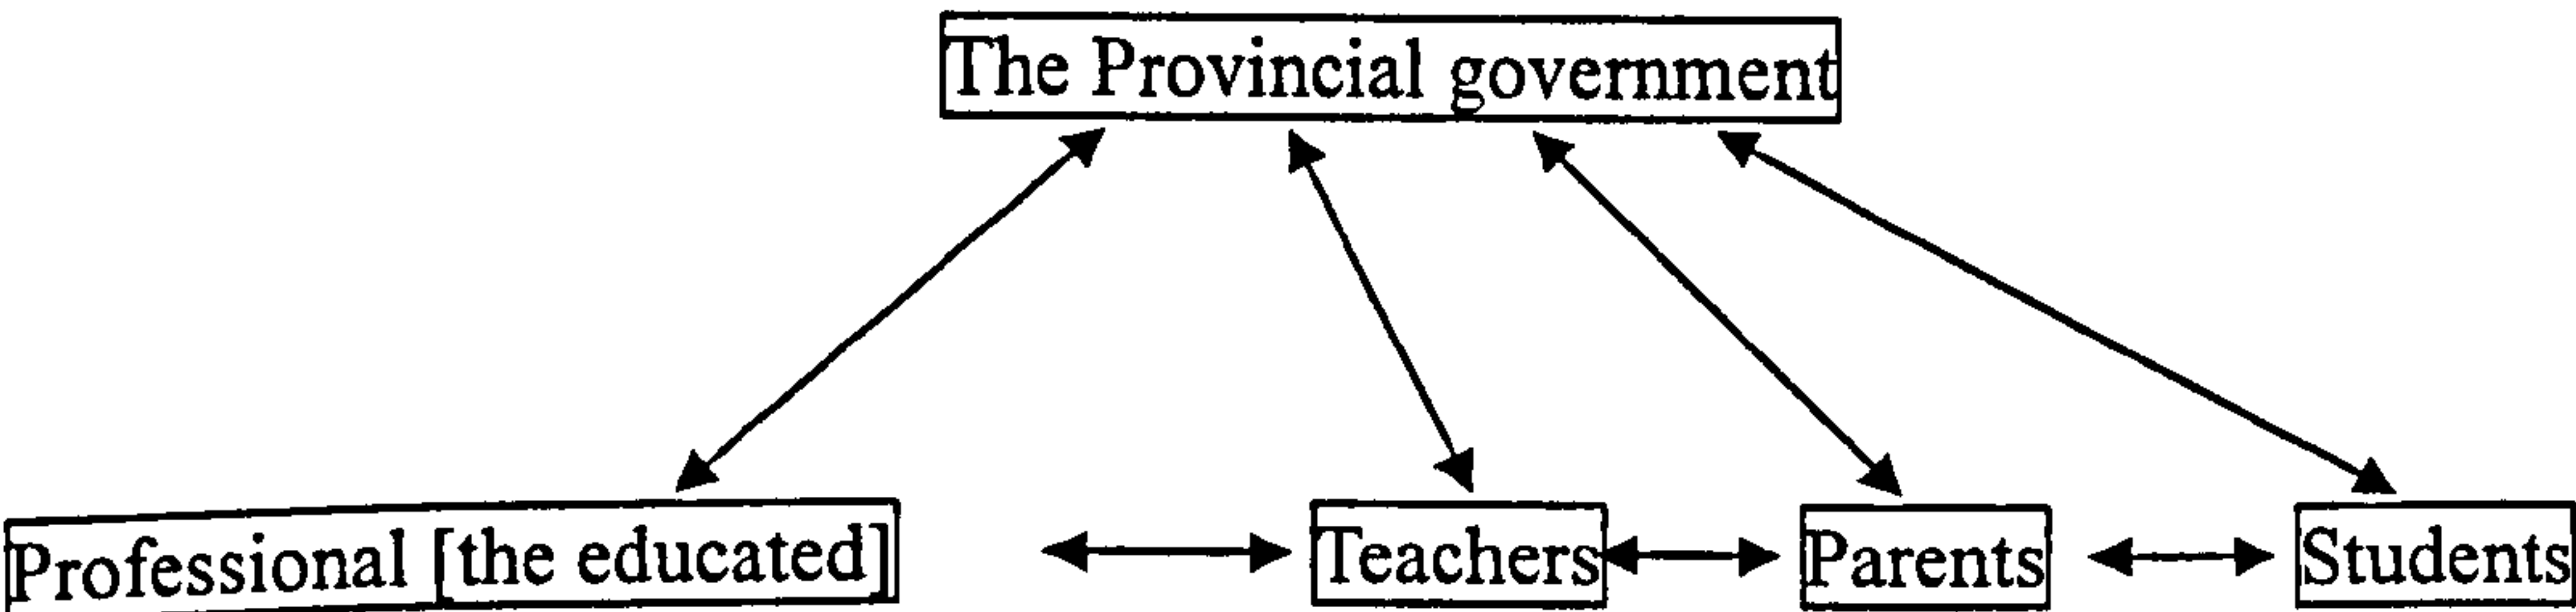 The Provincial government
Professional [the educated]
Teachers
Parents
Students